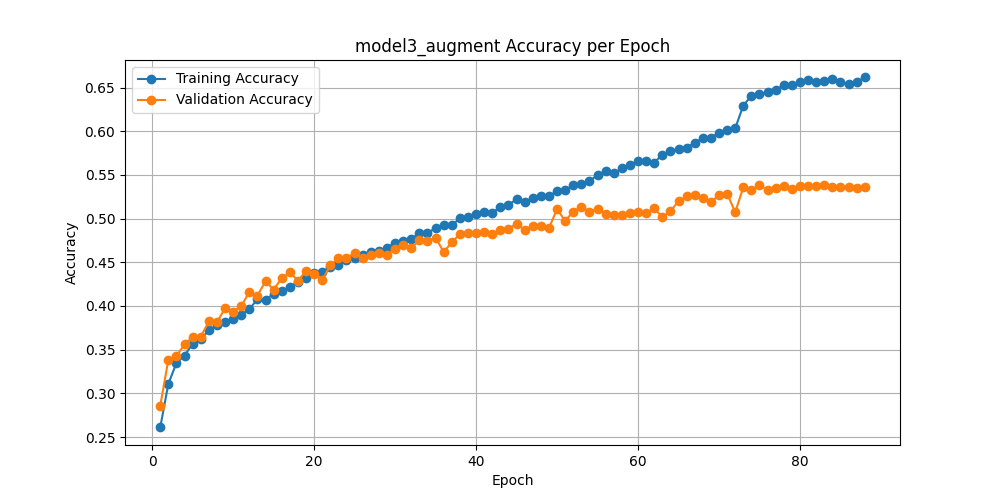 model3_augment Accuracy per Epoch
Training Accuracy
Validation Accuracy
Accuracy
0.65
0.60
0.55
0.50
0.45
0.40
0.35
0.30
0.25
0 20 40 60 80
Epoch